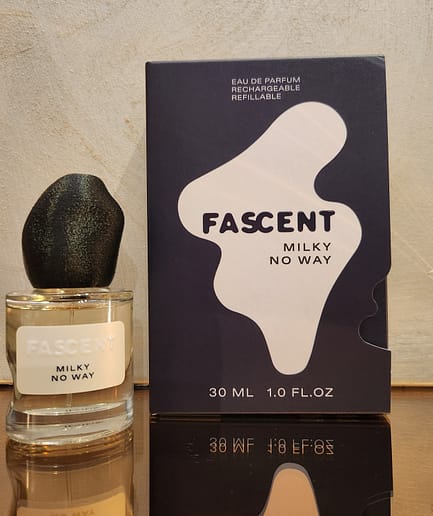 EAU DE PARFUM
RECHARGEABLE
REFILLABLE
FASCENT
MILKY
NO WAY
30 ML 1.0 FL.OZ
FASCENT
MILKY
NO WAY